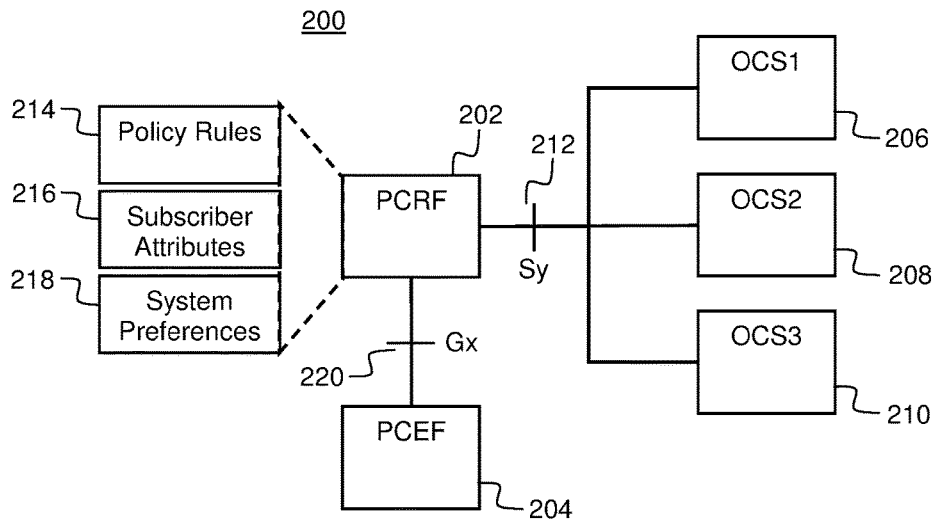 200
214
Policy Rules
216
Subscriber
Attributes
218
System
Preferences
202
PCRF
212
Sy
OCS1
206
OCS2
208
OCS3
210
220
Gx
PCEF
204